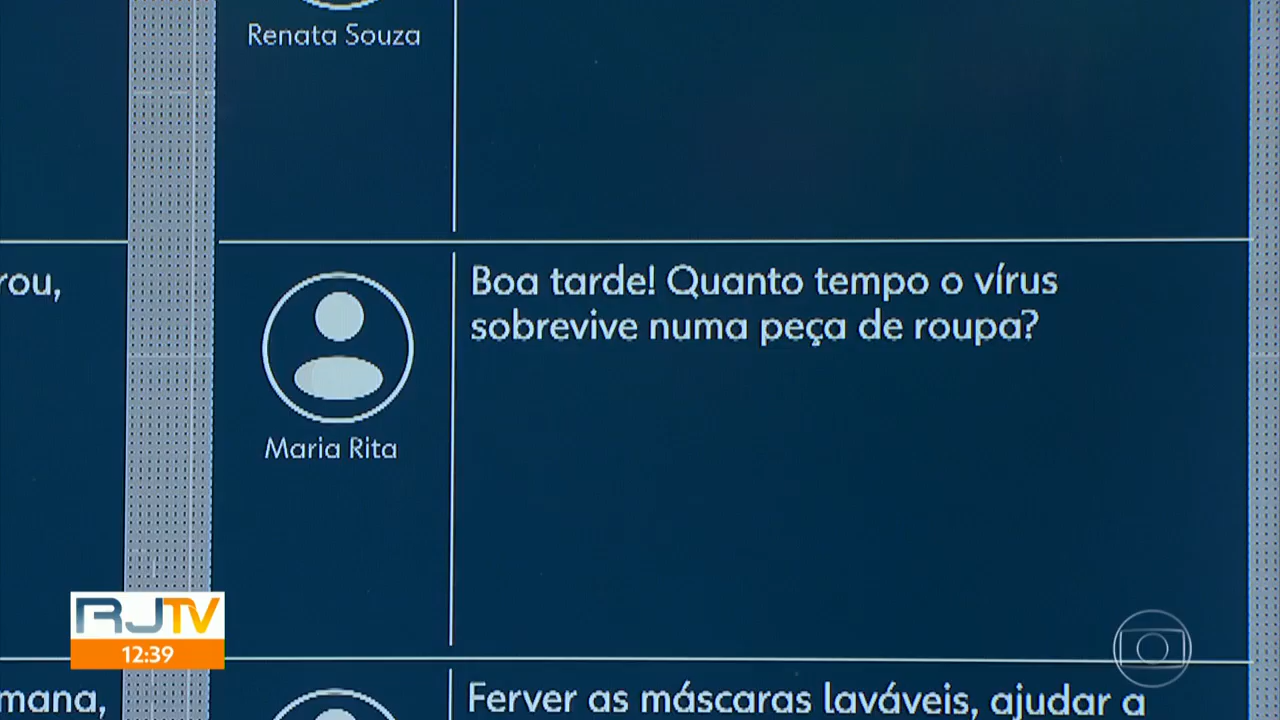 Renata Souza
rou,
Boa tarde! Quanto tempo o vírus
sobrevive numa peça de roupa?
Maria Rita
RJTV
12:39
mana,
Ferver as máscaras laváveis, ajudar a